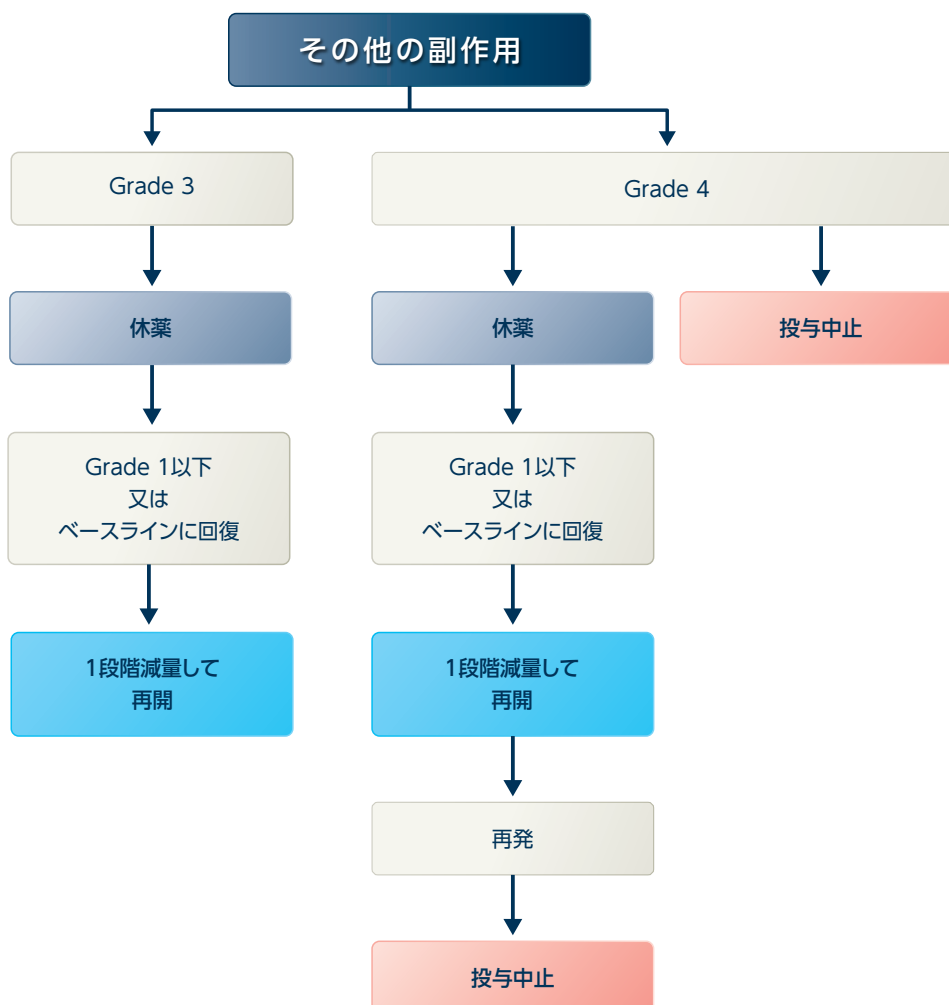 その他の副作用
Grade 3
Grade 4
休薬
休薬
投与中止
Grade 1以下
又は
ベースラインに回復
Grade 1以下
又は
ベースラインに回復
1段階減量して
再開
1段階減量して
再開
再発
投与中止